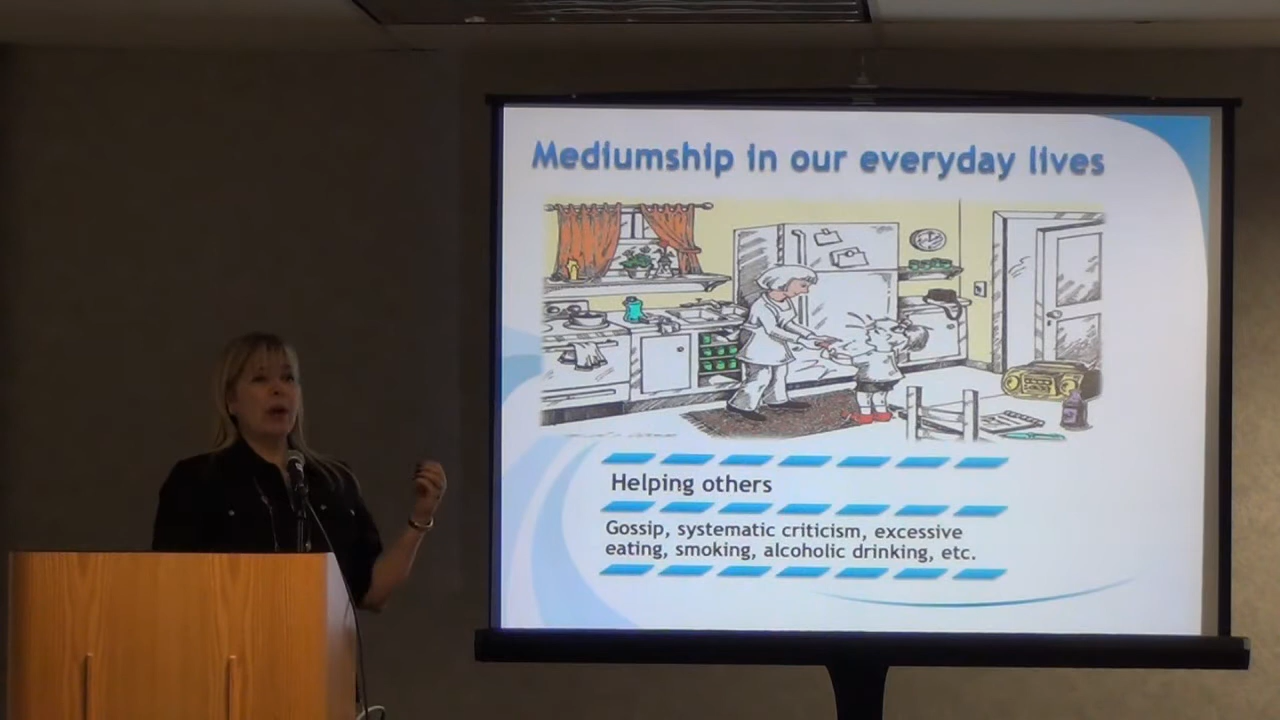 Mediumship in our everyday lives
Helping others
Gossip, systematic criticism, excessive
eating, smoking, alcoholic drinking, etc.